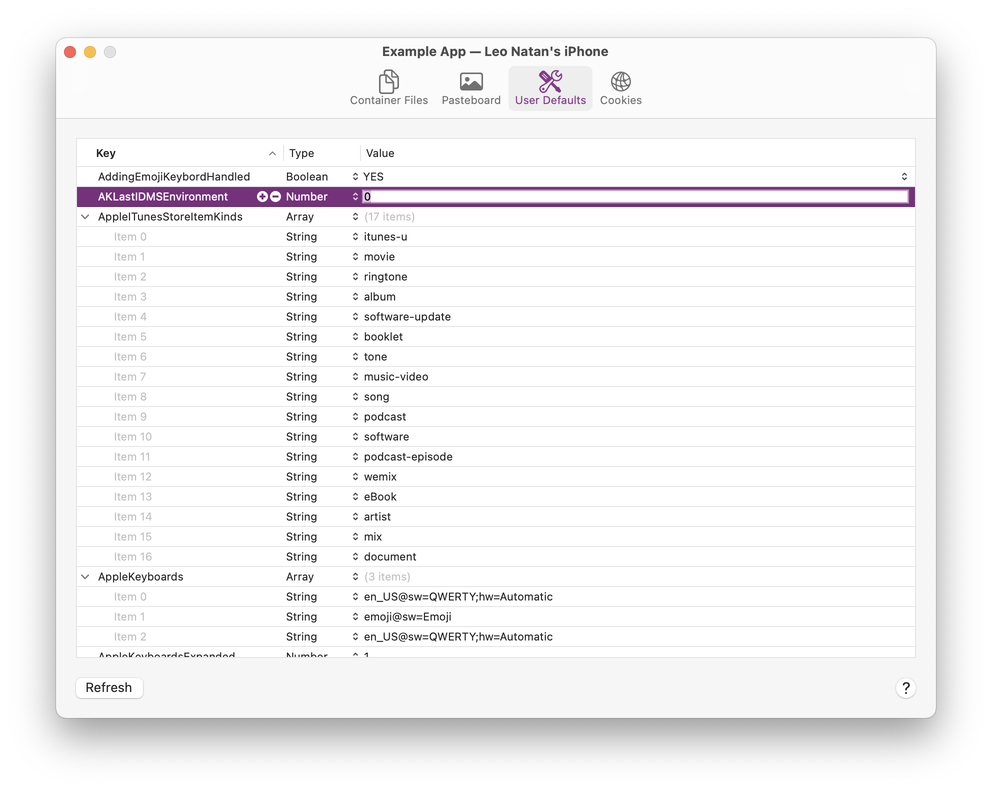 Example App — Leo Natan's iPhone
Container Files Pasteboard User Defaults Cookies
Key Type Value
AddingEmojiKeybordHandled Boolean YES
AKLastIDMSEnvironment Number 0
AppleITunesStoreItemKinds Array (17 items)
Item 0 String itunes-u
Item 1 String movie
Item 2 String ringtone
Item 3 String album
Item 4 String software-update
Item 5 String booklet
Item 6 String tone
Item 7 String music-video
Item 8 String song
Item 9 String podcast
Item 10 String software
Item 11 String podcast-episode
Item 12 String wemix
Item 13 String eBook
Item 14 String artist
Item 15 String mix
Item 16 String document
AppleKeyboards Array (3 items)
Item 0 String en_US@sw=QWERTY;hw=Automatic
Item 1 String emoji@sw=Emoji
Item 2 String en_US@sw=QWERTY;hw=Automatic
AppleKeyboardsExpanded Number 1
Refresh ?